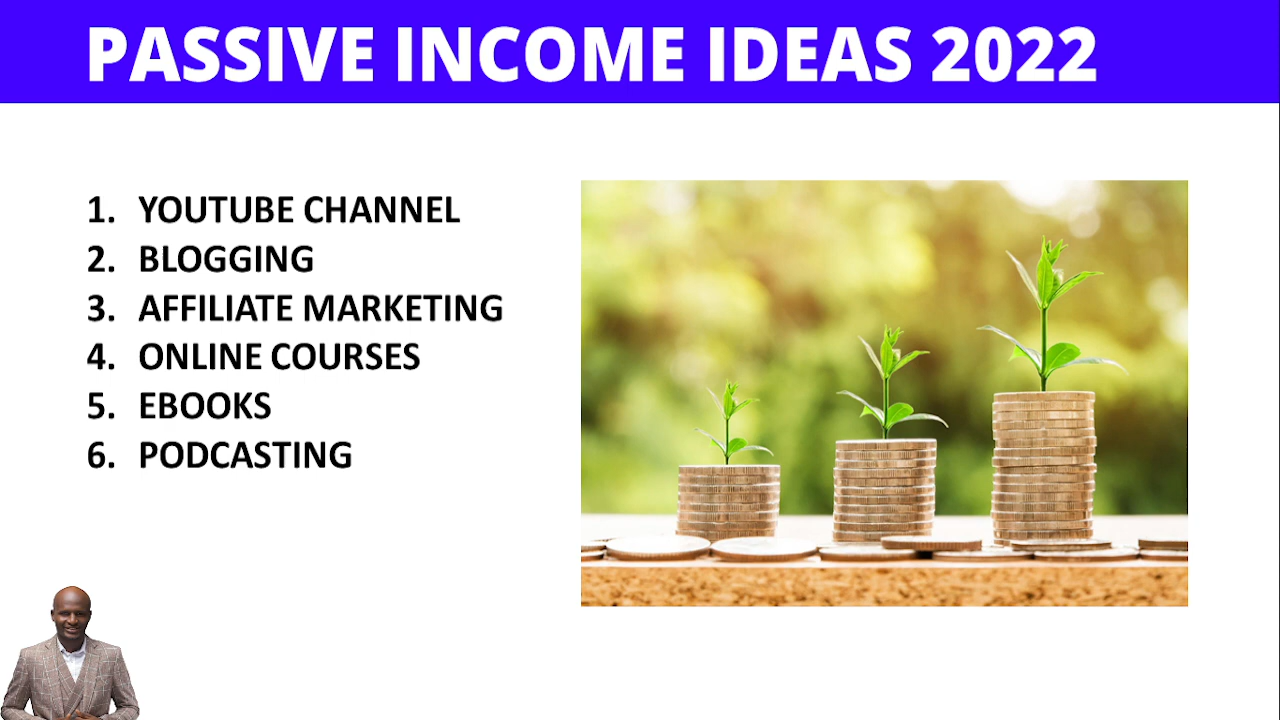 PASSIVE INCOME IDEAS 2022
1. YOUTUBE CHANNEL
2. BLOGGING
3. AFFILIATE MARKETING
4. ONLINE COURSES
5. EBOOKS
6. PODCASTING